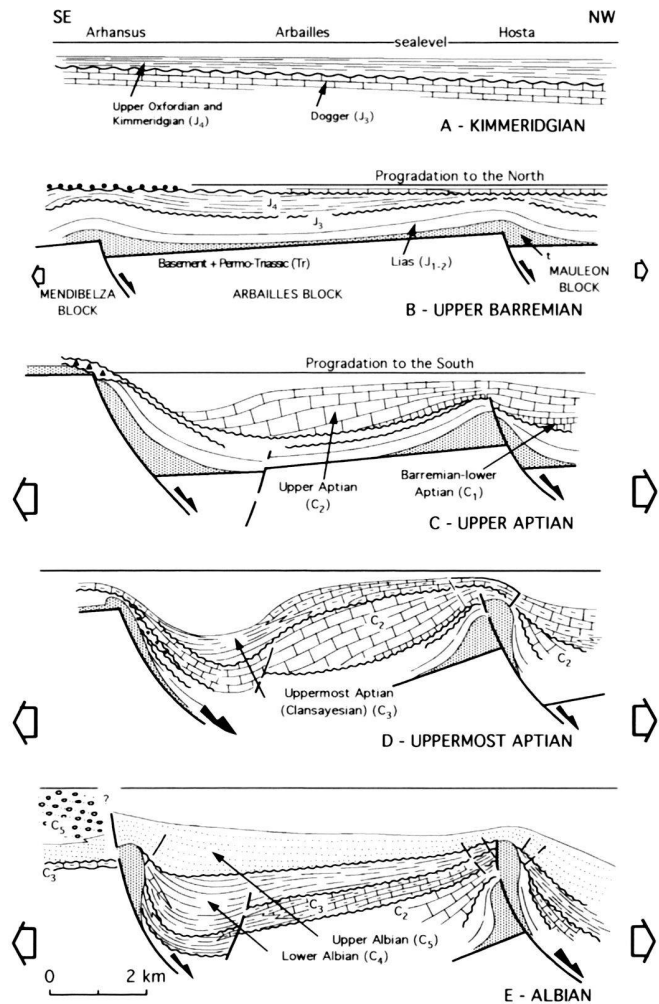 SE NW
Arhansus Arbailles Hosta
sealevel
Upper Oxfordian and
Kimmeridgian (J4)
Dogger (J3)
A - KIMMERIDGIAN
Progradation to the North
J4
J3
Basement + Permo-Triassic (Tr)
Lias (J1-2)
t
MENDIBELZA
BLOCK
ARBAILLES BLOCK
MAULEON
BLOCK
B - UPPER BARREMIAN
Progradation to the South
Upper Aptian
(C2)
Barremian-lower
Aptian (C1)
C - UPPER APTIAN
C2
C2
Uppermost Aptian
(Clansayesian) (C3)
D - UPPERMOST APTIAN
?
C5
C3
C3
C2
Upper Albian (C5)
Lower Albian (C4)
0 2 km
E - ALBIAN